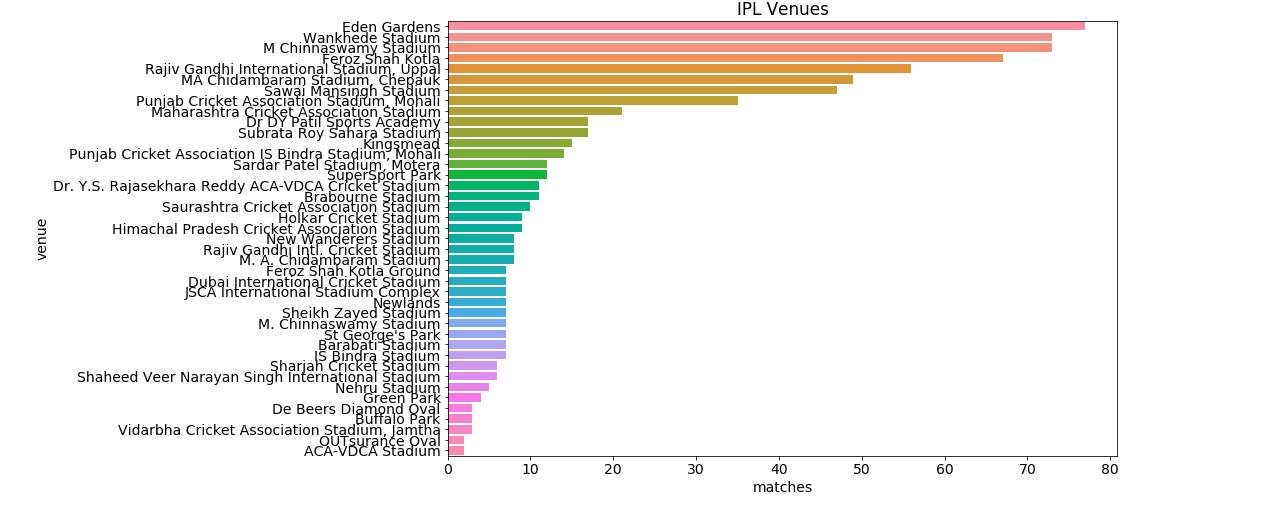 IPL Venues
Eden Gardens
Wankhede Stadium
M Chinnaswamy Stadium
Feroz Shah Kotla
Rajiv Gandhi International Stadium, Uppal
MA Chidambaram Stadium, Chepauk
Sawai Mansingh Stadium
Punjab Cricket Association Stadium, Mohali
Maharashtra Cricket Association Stadium
Dr DY Patil Sports Academy
Subrata Roy Sahara Stadium
Kingsmead
Punjab Cricket Association IS Bindra Stadium, Mohali
Sardar Patel Stadium, Motera
SuperSport Park
Dr. Y.S. Rajasekhara Reddy ACA-VDCA Cricket Stadium
Brabourne Stadium
Saurashtra Cricket Association Stadium
Holkar Cricket Stadium
Himachal Pradesh Cricket Association Stadium
New Wanderers Stadium
Rajiv Gandhi Intl. Cricket Stadium
M. A. Chidambaram Stadium
Feroz Shah Kotla Ground
Dubai International Cricket Stadium
JSCA International Stadium Complex
Newlands
Sheikh Zayed Stadium
M. Chinnaswamy Stadium
St George's Park
Barabati Stadium
IS Bindra Stadium
Sharjah Cricket Stadium
Shaheed Veer Narayan Singh International Stadium
Nehru Stadium
Green Park
De Beers Diamond Oval
Buffalo Park
Vidarbha Cricket Association Stadium, Jamtha
OUTsurance Oval
ACA-VDCA Stadium
venue
0 10 20 30 40 50 60 70 80
matches